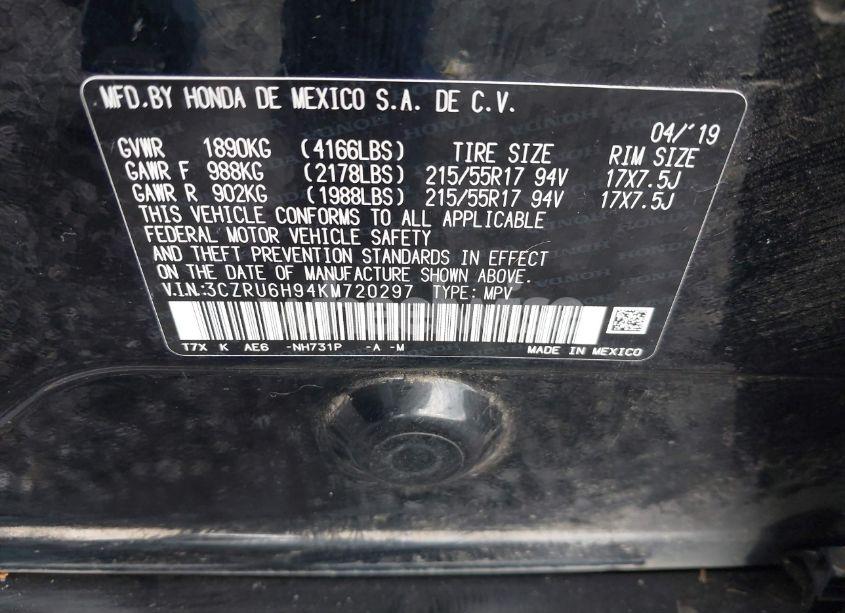 MFD.BY HONDA DE MEXICO S.A. DE C.V.
04/'19
GVWR 1890KG (4166LBS) TIRE SIZE RIM SIZE
GAWR F 988KG (2178LBS) 215/55R17 94V 17X7.5J
GAWR R 902KG (1988LBS) 215/55R17 94V 17X7.5J
THIS VEHICLE CONFORMS TO ALL APPLICABLE
FEDERAL MOTOR VEHICLE SAFETY
AND THEFT PREVENTION STANDARDS IN EFFECT
ON THE DATE OF MANUFACTURE SHOWN ABOVE.
V.I.N:3CZRU6H94KM720297 TYPE: MPV
T7X K AE6 -NH731P -A -M MADE IN MEXICO